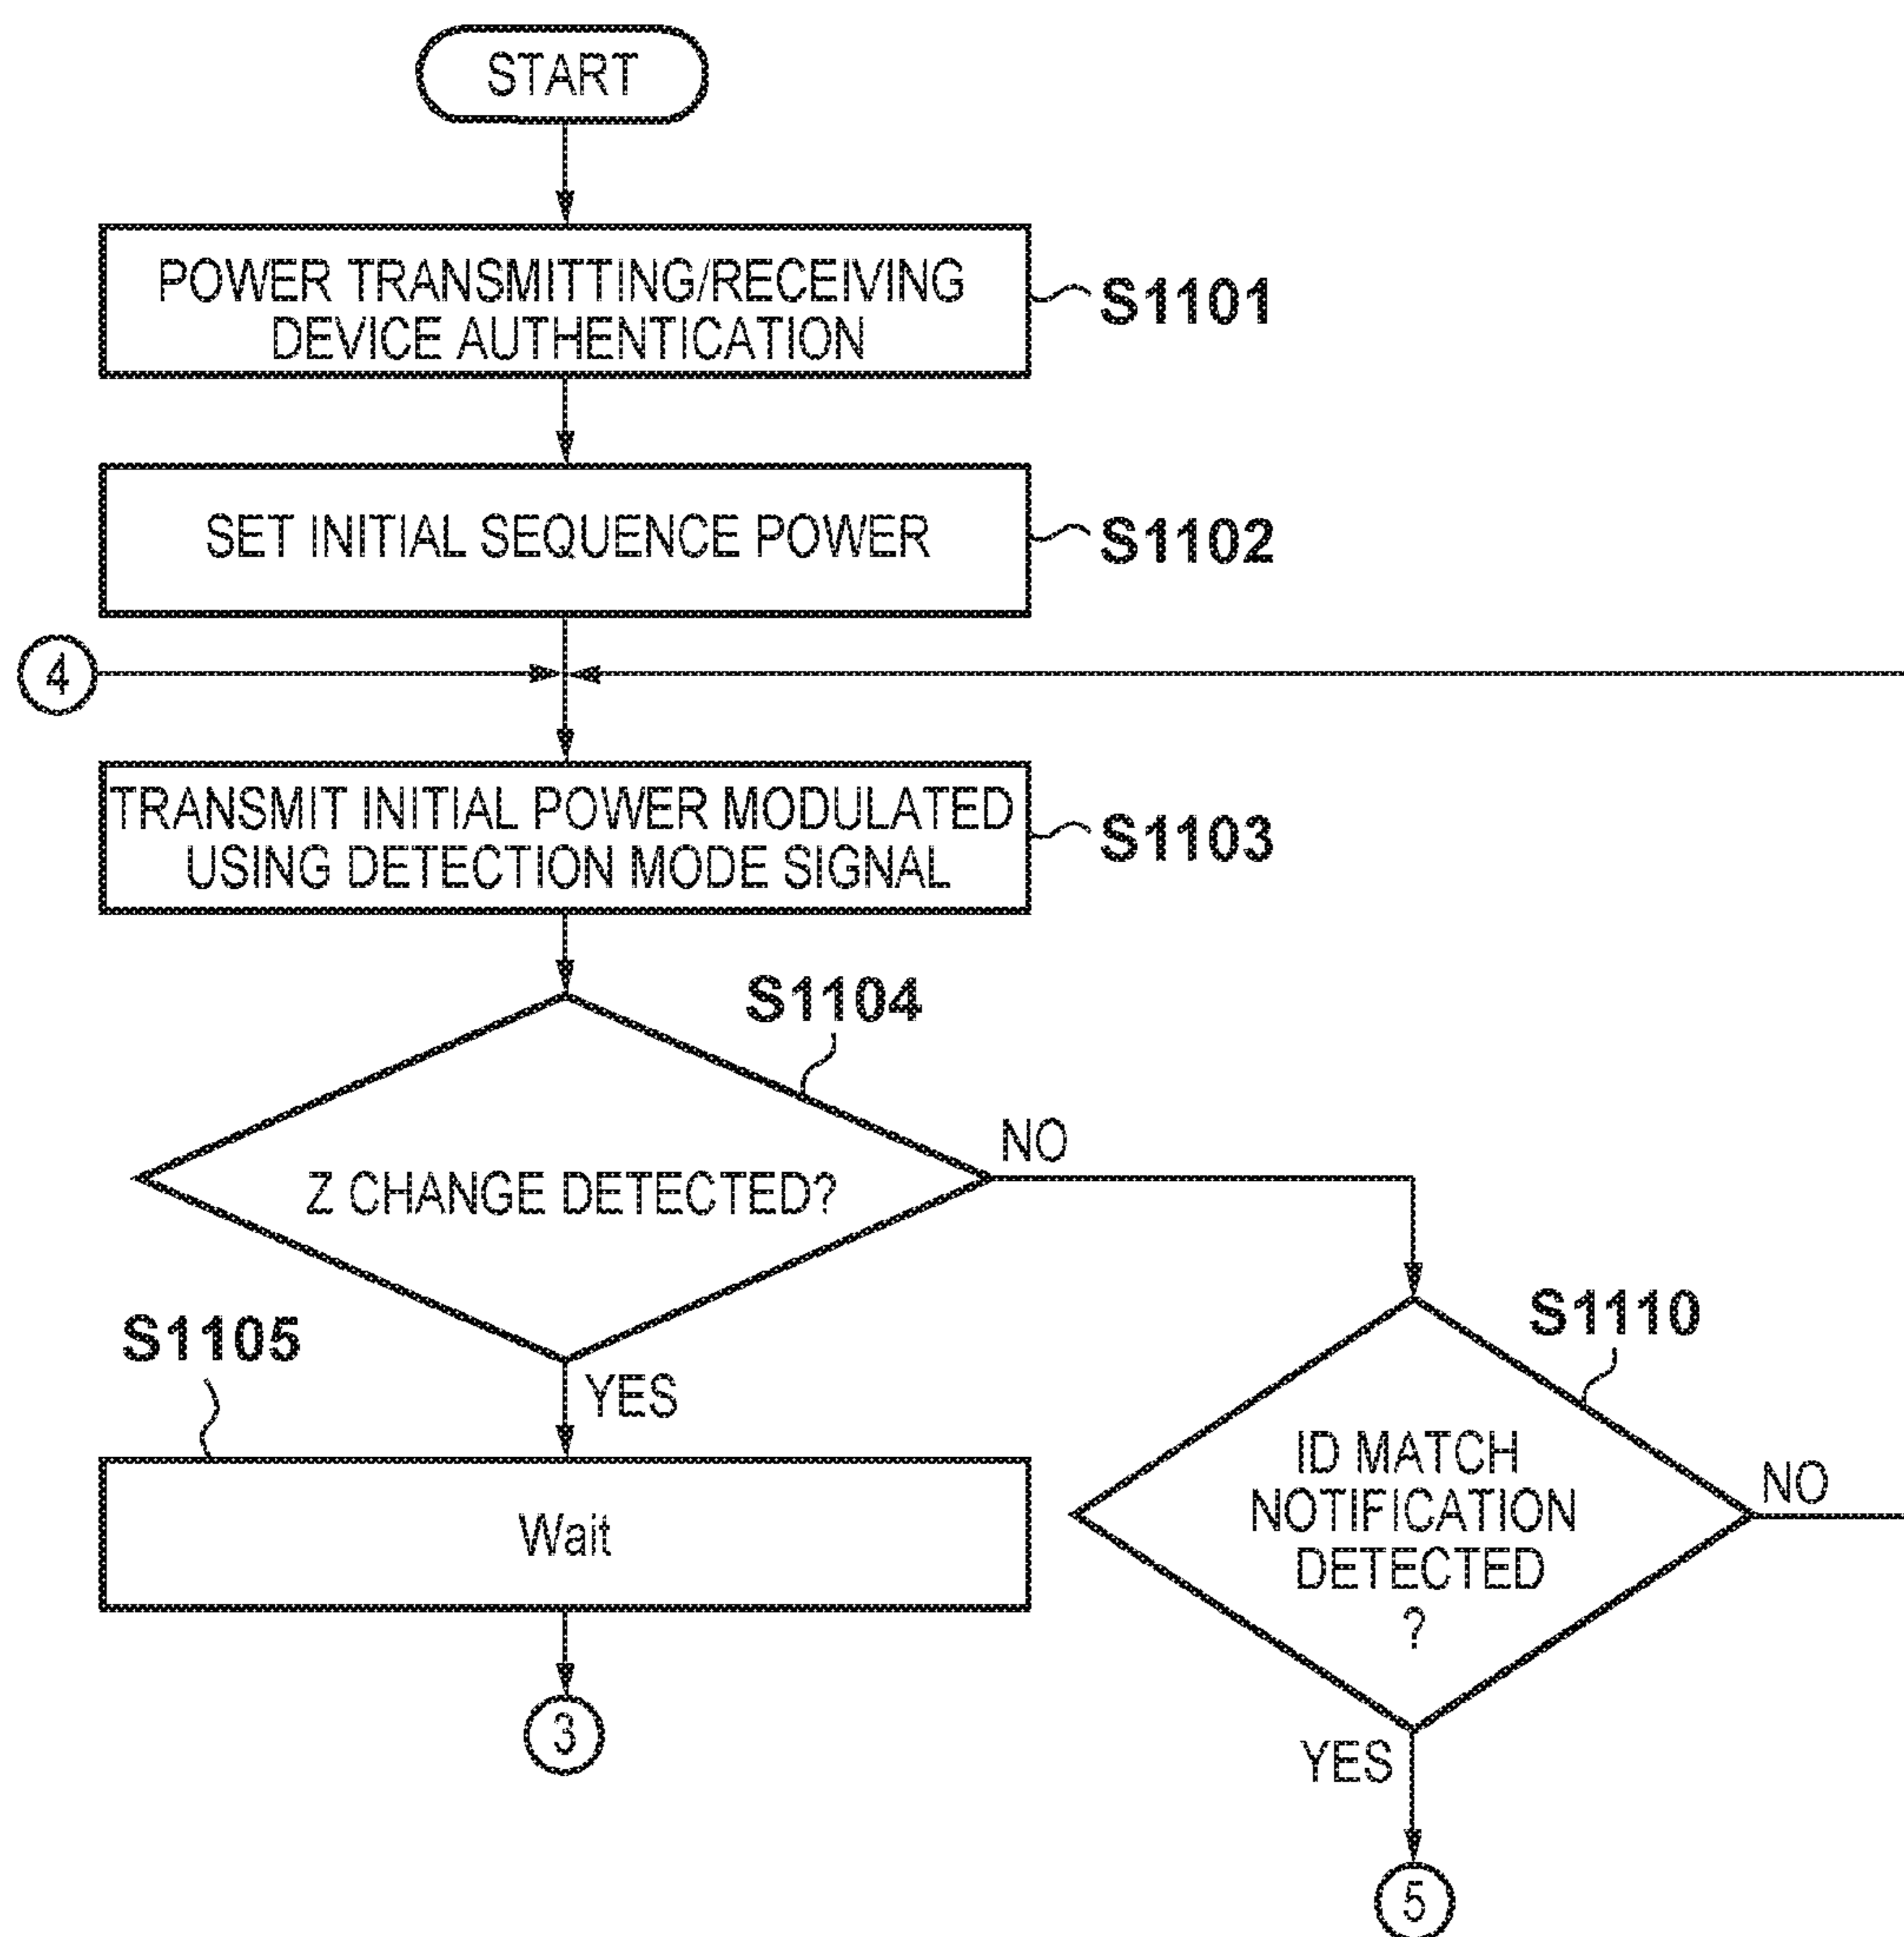 START
POWER TRANSMITTING/RECEIVING
DEVICE AUTHENTICATION
S1101
SET INITIAL SEQUENCE POWER
S1102
4
TRANSMIT INITIAL POWER MODULATED
USING DETECTION MODE SIGNAL
S1103
S1104
Z CHANGE DETECTED?
NO
YES
S1105
Wait
3
S1110
ID MATCH
NOTIFICATION
DETECTED
?
NO
YES
5